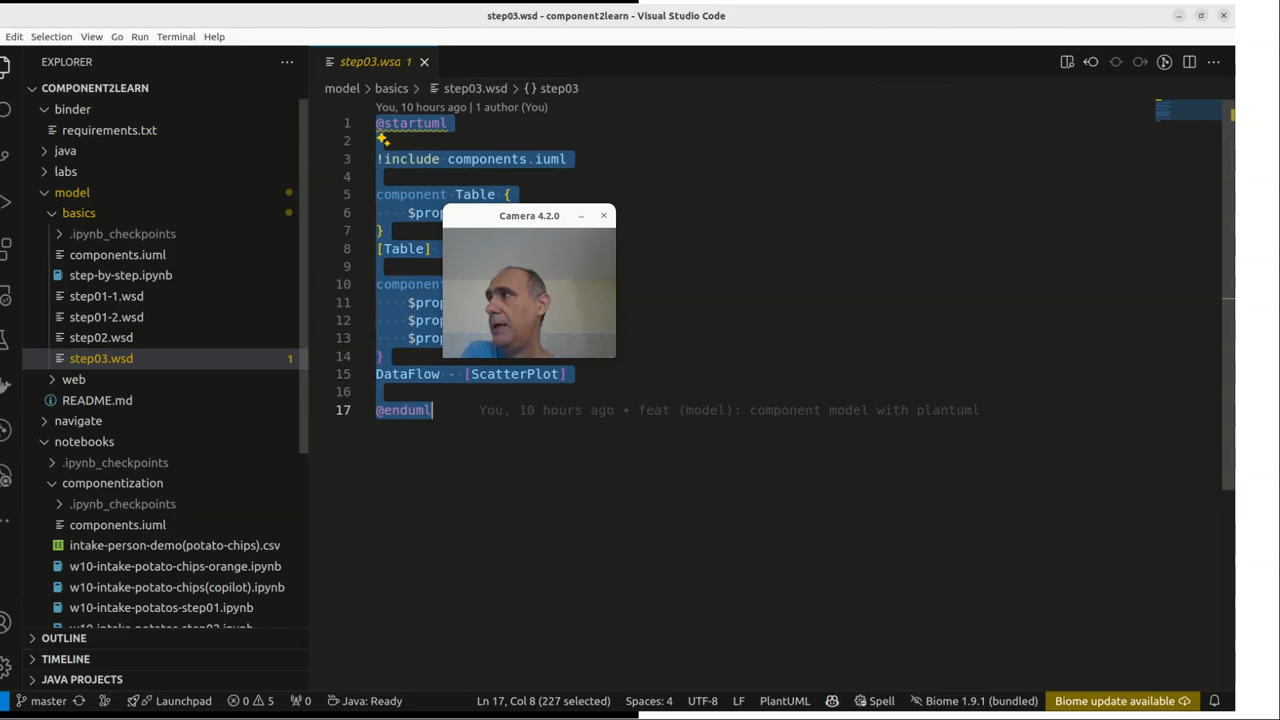 step03.wsd - component2learn - Visual Studio Code
Edit Selection View Go Run Terminal Help
EXPLORER
COMPONENT2LEARN
binder
requirements.txt
java
labs
model
basics
.ipynb_checkpoints
components.iuml
step-by-step.ipynb
step01-1.wsd
step01-2.wsd
step02.wsd
step03.wsd 1
web
README.md
navigate
notebooks
.ipynb_checkpoints
componentization
.ipynb_checkpoints
components.iuml
intake-person-demo(potato-chips).csv
w10-intake-potato-chips-orange.ipynb
w10-intake-potato-chips(copilot).ipynb
w10-intake-potatos-step01.ipynb
w10-intake-potatos-step02.ipynb
OUTLINE
TIMELINE
JAVA PROJECTS
step03.wsd 1
model > basics > step03.wsd > {} step03
You, 10 hours ago | 1 author (You)
1 @startuml
2
3 !include components.iuml
4
5 component Table {
6 $prop
7 }
8 [Table] -
9
10 component
11 $prop
12 $prop
13 $prop
14 }
15 DataFlow - [ScatterPlot]
16
17 @enduml You, 10 hours ago • feat (model): component model with plantuml
Camera 4.2.0
master Launchpad 0 5 0 Java: Ready Ln 17, Col 8 (227 selected) Spaces: 4 UTF-8 LF PlantUML Spell Biome 1.9.1 (bundled) Biome update available